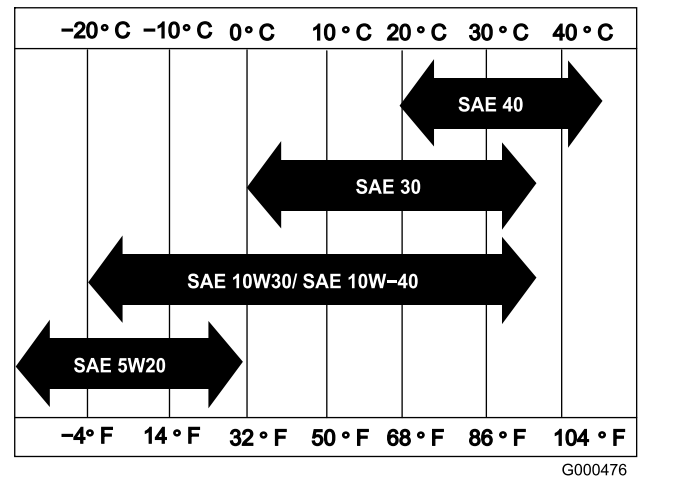 −20° C −10° C 0° C 10° C 20° C 30° C 40° C
SAE 40
SAE 30
SAE 10W30/ SAE 10W−40
SAE 5W20
−4° F 14° F 32° F 50° F 68° F 86° F 104 ° F
G000476